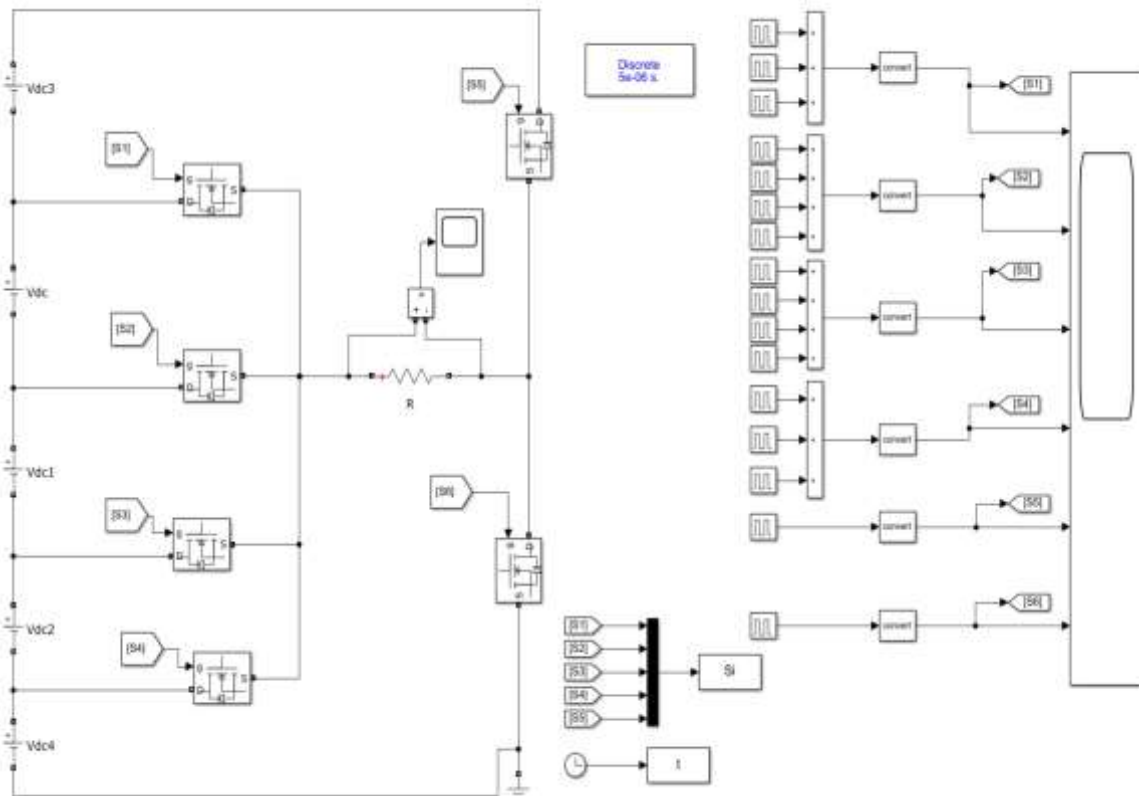 Vdc3
[S5]
Discrete
5e-06 s.
convert
[S1]
[S1]
convert
[S2]
Vdc
[S2]
convert
[S3]
R
convert
[S4]
Vdc1
[S6]
[S3]
convert
[S5]
Vdc2
[S4]
[S1]
[S2]
[S3]
[S4]
[S5]
Si
convert
[S6]
Vdc4